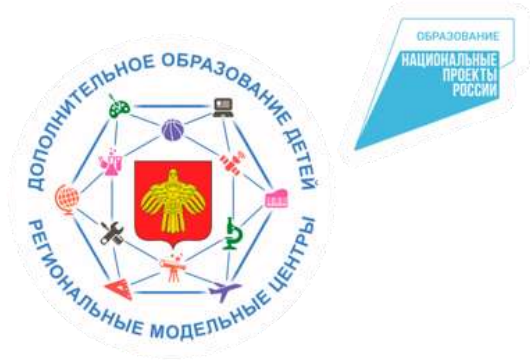 ДОПОЛНИТЕЛЬНОЕ ОБРАЗОВАНИЕ ДЕТЕЙ
РЕГИОНАЛЬНЫЕ МОДЕЛЬНЫЕ ЦЕНТРЫ
ОБРАЗОВАНИЕ
НАЦИОНАЛЬНЫЕ
ПРОЕКТЫ
РОССИИ